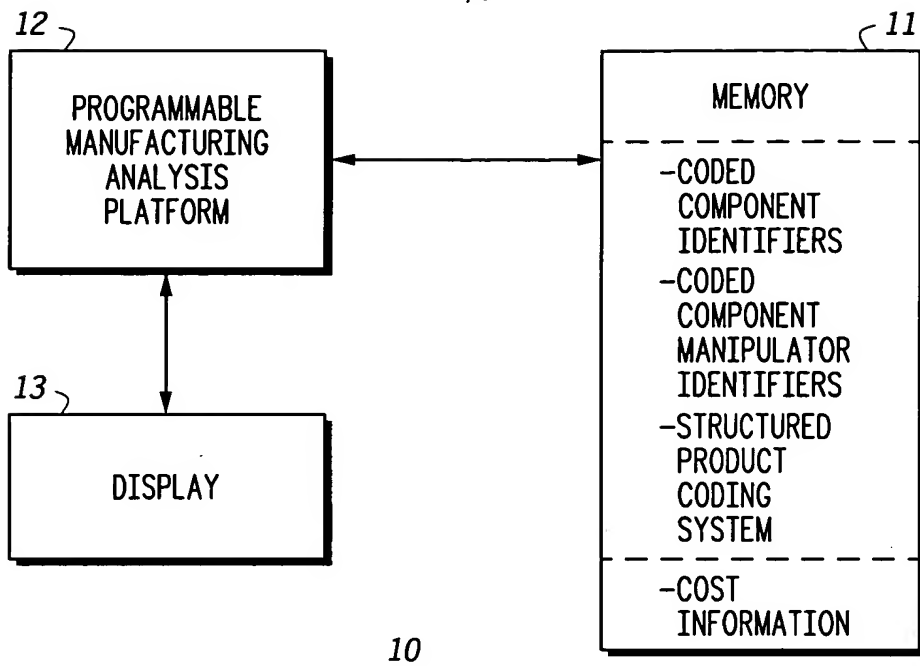 12
11
PROGRAMMABLE
MANUFACTURING
ANALYSIS
PLATFORM
MEMORY
-CODED
COMPONENT
IDENTIFIERS
-CODED
COMPONENT
MANIPULATOR
IDENTIFIERS
-STRUCTURED
PRODUCT
CODING
SYSTEM
-COST
INFORMATION
13
DISPLAY
10